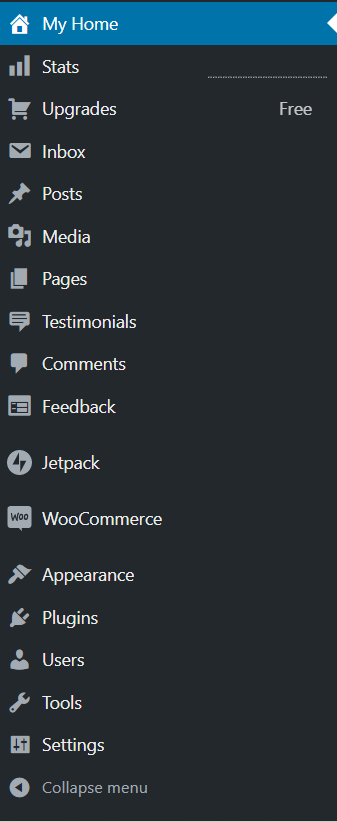 My Home
Stats
Upgrades Free
Inbox
Posts
Media
Pages
Testimonials
Comments
Feedback
Jetpack
Woo WooCommerce
Appearance
Plugins
Users
Tools
Settings
Collapse menu